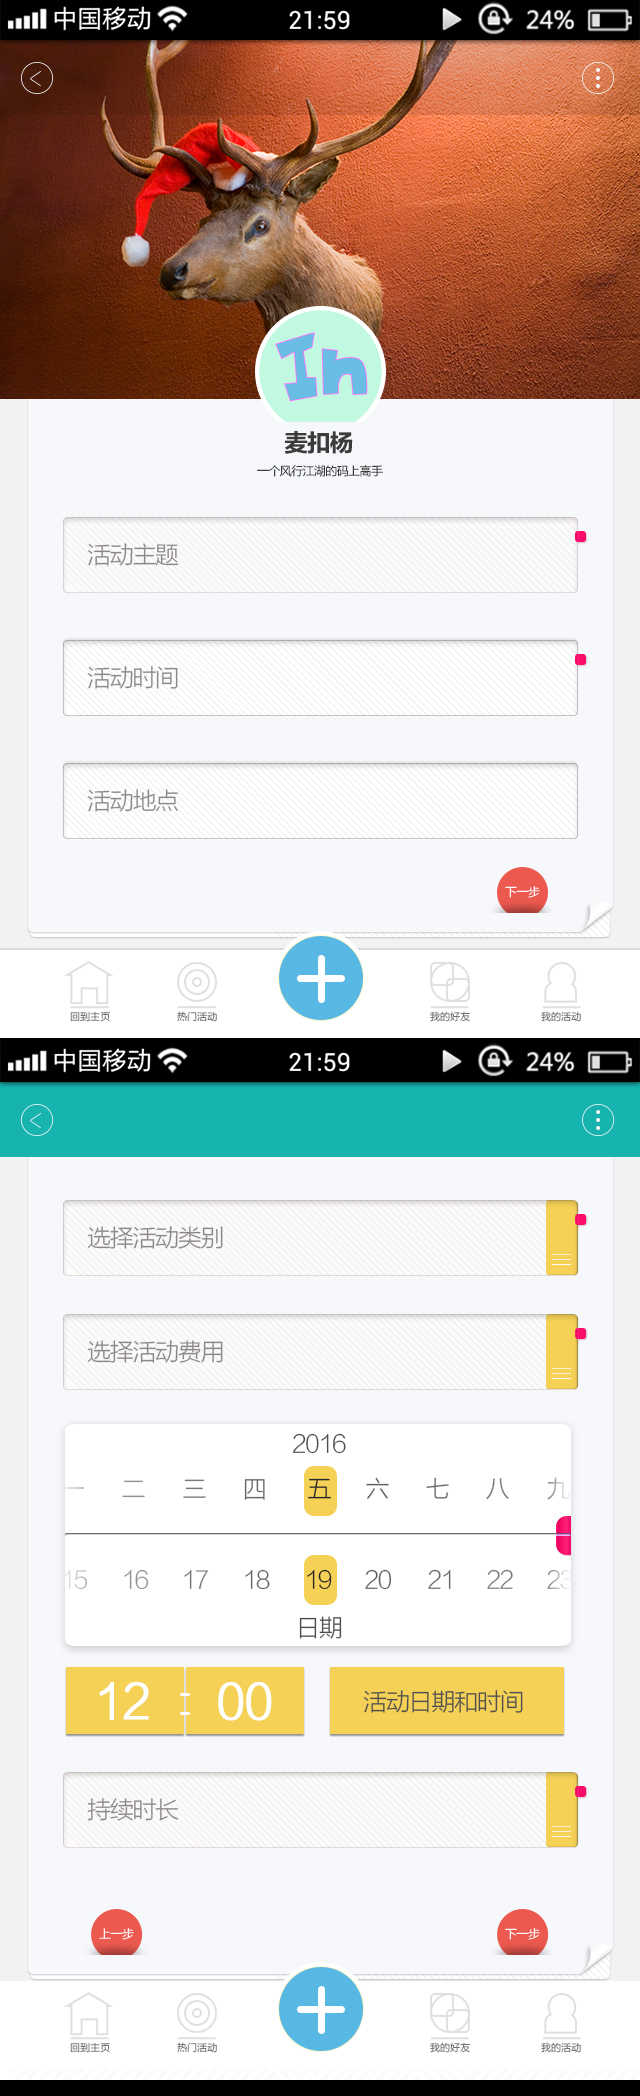 中国移动 21:59 24%
In
麦扣杨
一个风行江湖的码上高手
活动主题
活动时间
活动地点
下一步
回到主页 热门活动 我的好友 我的活动
中国移动 21:59 24%
选择活动类别
选择活动费用
2016
一 二 三 四 五 六 七 八 九
15 16 17 18 19 20 21 22 23
日期
12:00 活动日期和时间
持续时长
上一步 下一步
回到主页 热门活动 我的好友 我的活动